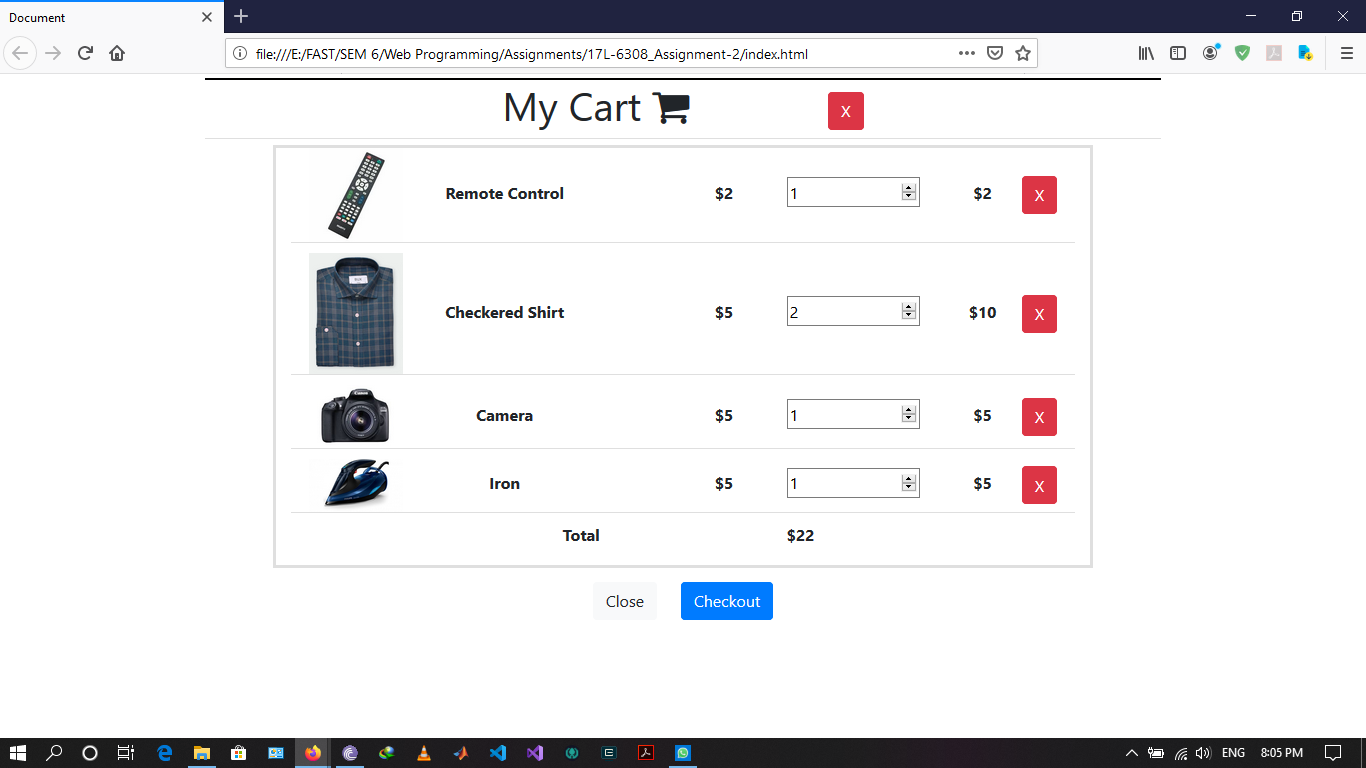 Document
file:///E:/FAST/SEM 6/Web Programming/Assignments/17L-6308_Assignment-2/index.html
My Cart X
Remote Control $2 1 $2 X
Checkered Shirt $5 2 $10 X
Camera $5 1 $5 X
Iron $5 1 $5 X
Total $22
Close Checkout
ENG 8:05 PM